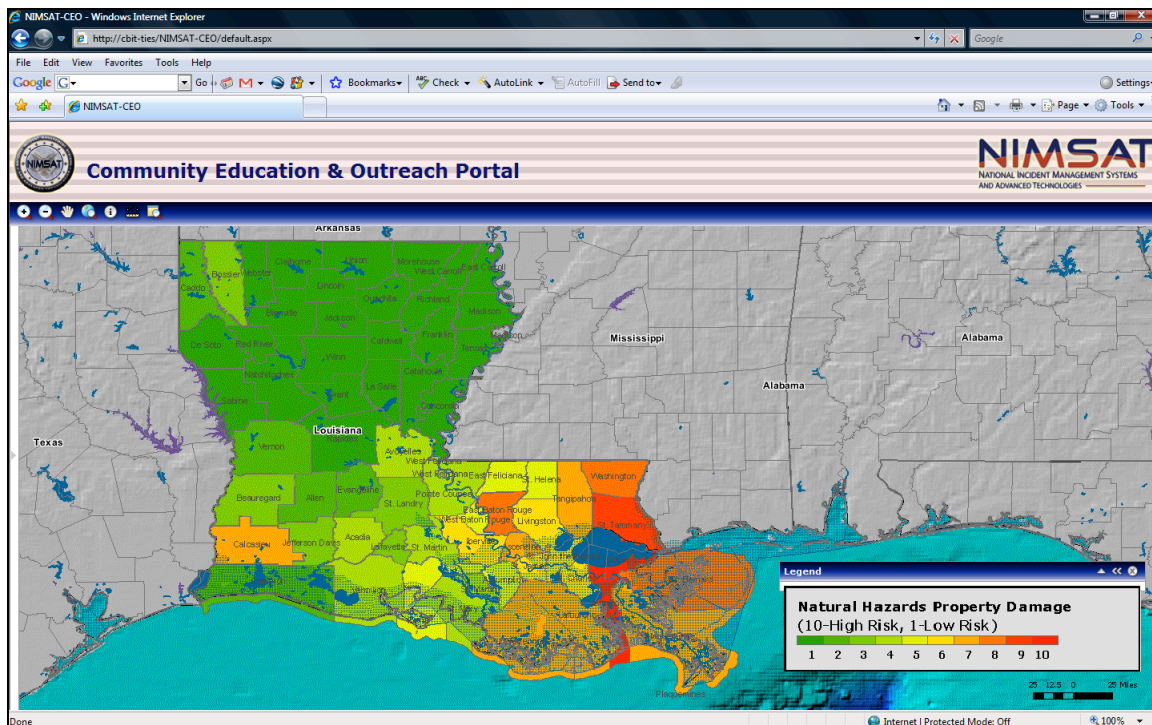 NIMSAT-CEO - Windows Internet Explorer
http://cbit-ties/NIMSAT-CEO/default.aspx
Google
File Edit View Favorites Tools Help
Google G Go Bookmarks ABC Check AutoLink AutoFill Send to Settings
NIMSAT-CEO Page Tools
NIMSAT
Community Education & Outreach Portal
NIMSAT
NATIONAL INCIDENT MANAGEMENT SYSTEMS
AND ADVANCED TECHNOLOGIES
Arkansas
Claiborne Union Morehouse East Carroll
Bossier Webster West Carroll
Caddo Lincoln
Ouachita Richland
Bienville Jackson Madison
De Soto Red River Caldwell Franklin
Winn
Mississippi Alabama
Natchitoches Catahoula
La Salle
Alabama
Sabine Grant Concordia
Texas
Louisiana
Rapides
Vernon Avoyelles
West Feliciana
West Feliciana East Feliciana St. Helena Washington
Beauregard Allen Evangeline Pointe Coupee Tangipahoa
St. Landry
East Baton Rouge
West Baton Rouge Livingston St. Tammany
Calcasieu Jefferson Davis Acadia
Lafayette St. Martin Iberville Ascension
Plaquemines
Legend
Natural Hazards Property Damage
(10-High Risk, 1-Low Risk)
1 2 3 4 5 6 7 8 9 10
25 12.5 0 25 Miles
Done Internet | Protected Mode: Off 100%